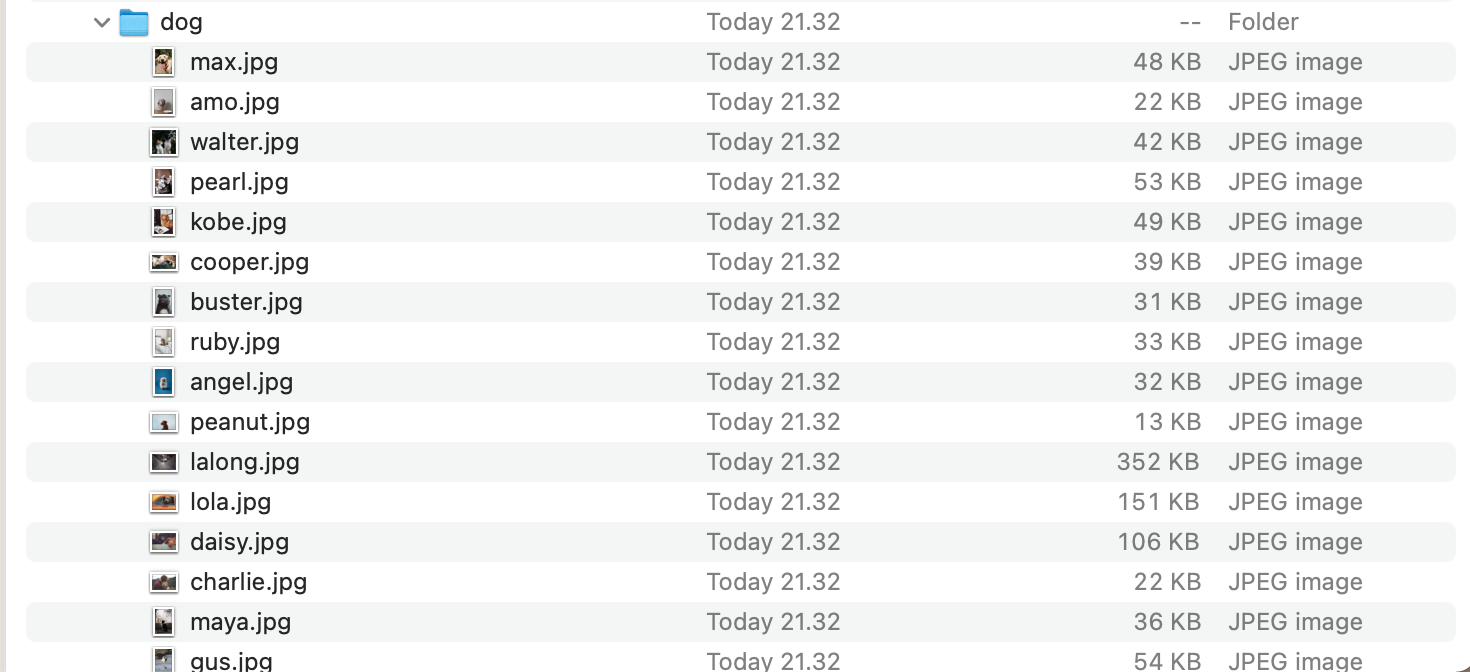 dog Today 21.32 -- Folder
max.jpg Today 21.32 48 KB JPEG image
amo.jpg Today 21.32 22 KB JPEG image
walter.jpg Today 21.32 42 KB JPEG image
pearl.jpg Today 21.32 53 KB JPEG image
kobe.jpg Today 21.32 49 KB JPEG image
cooper.jpg Today 21.32 39 KB JPEG image
buster.jpg Today 21.32 31 KB JPEG image
ruby.jpg Today 21.32 33 KB JPEG image
angel.jpg Today 21.32 32 KB JPEG image
peanut.jpg Today 21.32 13 KB JPEG image
lalong.jpg Today 21.32 352 KB JPEG image
lola.jpg Today 21.32 151 KB JPEG image
daisy.jpg Today 21.32 106 KB JPEG image
charlie.jpg Today 21.32 22 KB JPEG image
maya.jpg Today 21.32 36 KB JPEG image
gus.jpg Today 21.32 54 KB JPEG image